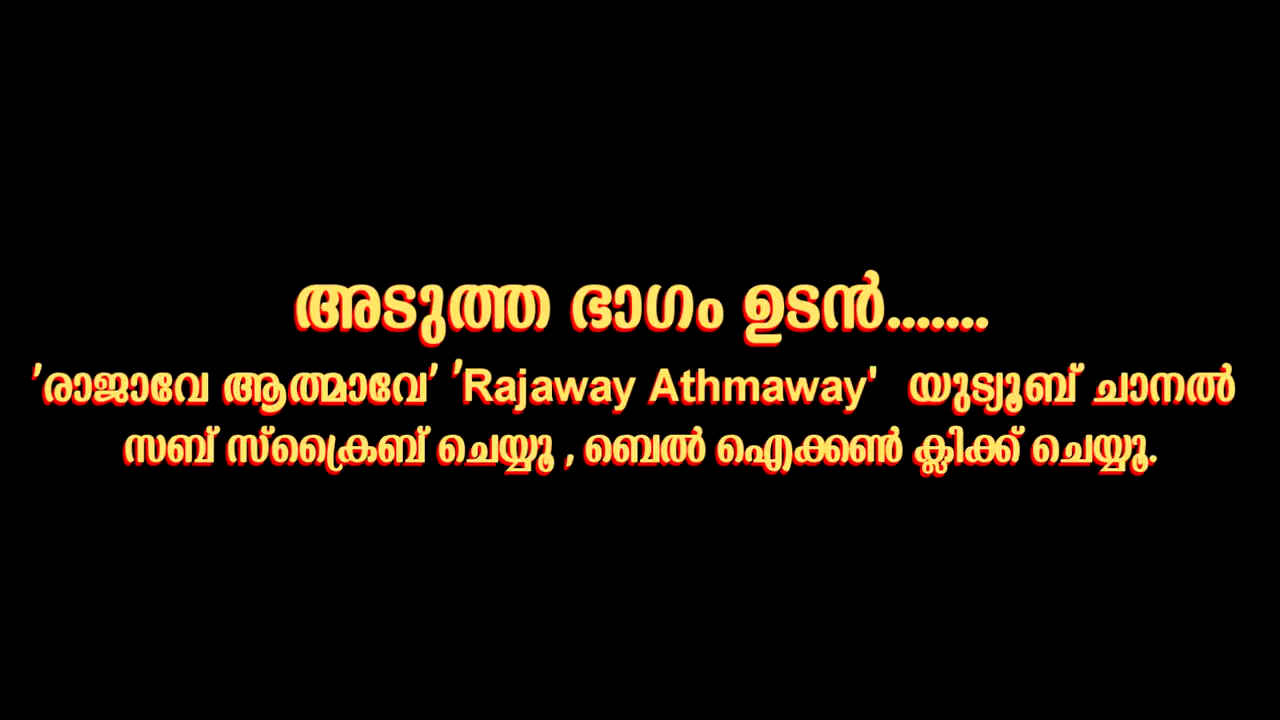 അടുത്ത ഭാഗം ഉടൻ.......
'രാജാവേ ആത്മാവേ' 'Rajaway Athmaway' യുട്യൂബ് ചാനൽ
സബ് സ്ക്രൈബ് ചെയ്യൂ , ബെൽ ഐക്കൺ ക്ലിക്ക് ചെയ്യൂ.